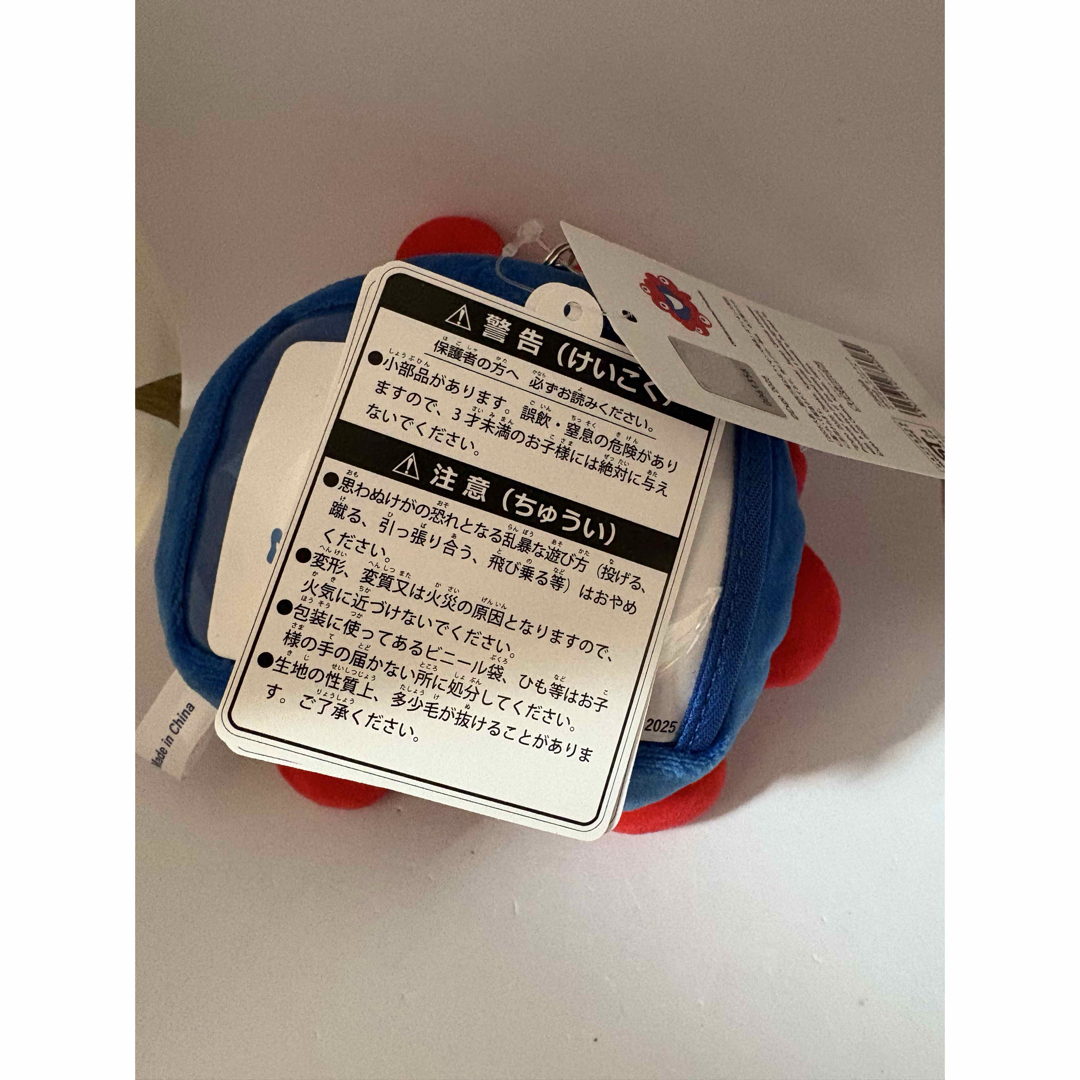 警告（けいこく）
保護者の方へ 必ずお読みください。
●小部品があります。誤飲・窒息の危険があり
ますので、3才未満のお子様には絶対に与え
ないでください。
注意（ちゅうい）
●思わぬけがの恐れとなる乱暴な遊び方（投げる、
蹴る、引っ張り合う、飛び乗る等）はおやめ
ください。
●変形、変質又は火災の原因となりますので、
火気に近づけないでください。
●包装に使ってあるビニール袋、ひも等はお子
様の手の届かない所に処分してください。
●生地の性質上、多少毛が抜けることがありま
す。ご了承ください。
2025
Made in China